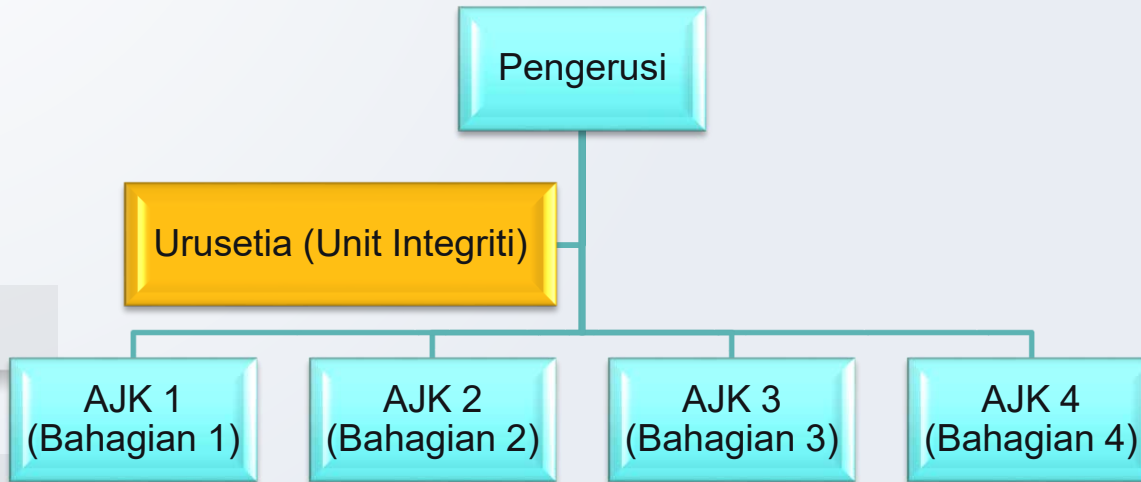 Pengerusi
Urusetia (Unit Integriti)
AJK 1
(Bahagian 1)
AJK 2
(Bahagian 2)
AJK 3
(Bahagian 3)
AJK 4
(Bahagian 4)